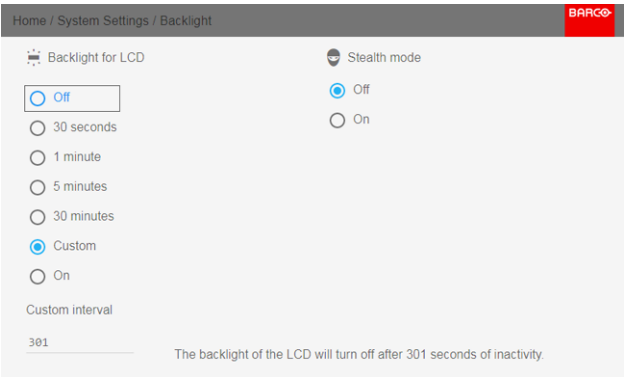 Home / System Settings / Backlight
BARCO
Backlight for LCD
Off
30 seconds
1 minute
5 minutes
30 minutes
Custom
On
Custom interval
301
Stealth mode
Off
On
The backlight of the LCD will turn off after 301 seconds of inactivity.